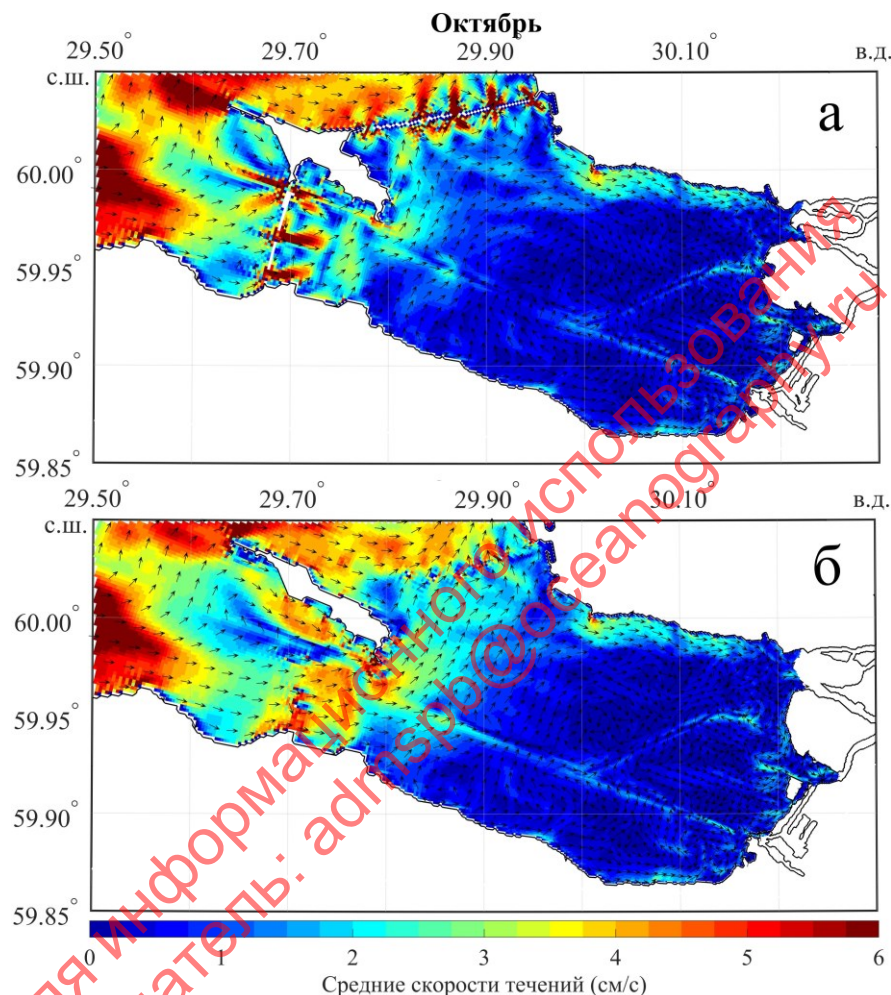 Октябрь
29.50° 29.70° 29.90° 30.10° в.д.
с.ш.
а
60.00°
59.95°
59.90°
59.85°
29.50° 29.70° 29.90° 30.10° в.д.
с.ш.
б
60.00°
59.95°
59.90°
59.85°
0 1 2 3 4 5 6
Средние скорости течений (см/с)
ля информационного использования
атель: admspb@oceanography.ru